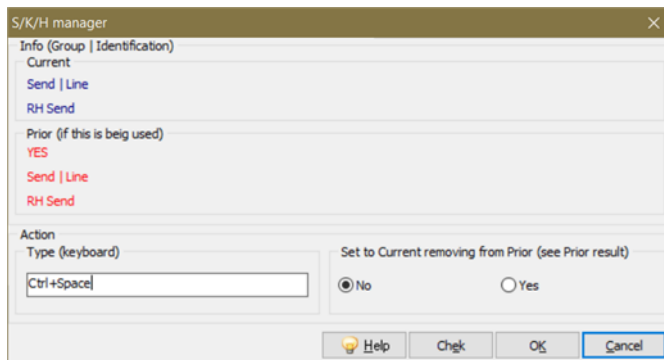 S/K/H manager
Info (Group | Identification)
Current
Send | Line
RH Send
Prior (if this is beig used)
YES
Send | Line
RH Send
Action
Type (keyboard)
Ctrl+Space
Set to Current removing from Prior (see Prior result)
No
Yes
Help
Chek
OK
Cancel